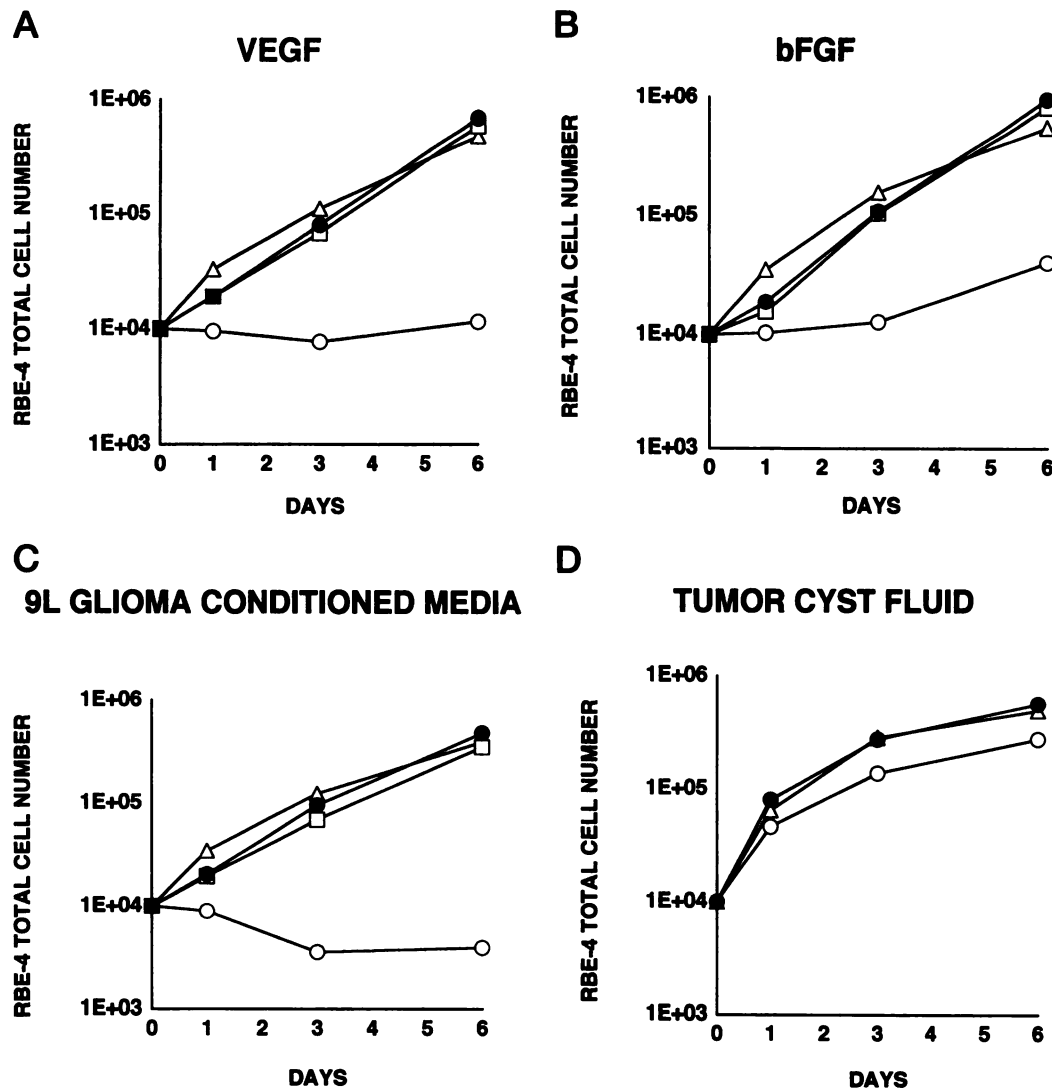 A
VEGF
RBE-4 TOTAL CELL NUMBER
1E+06
1E+05
1E+04
1E+03
0 1 2 3 4 5 6
DAYS
B
bFGF
RBE-4 TOTAL CELL NUMBER
1E+06
1E+05
1E+04
1E+03
0 1 2 3 4 5 6
DAYS
C
9L GLIOMA CONDITIONED MEDIA
RBE-4 TOTAL CELL NUMBER
1E+06
1E+05
1E+04
1E+03
0 1 2 3 4 5 6
DAYS
D
TUMOR CYST FLUID
RBE-4 TOTAL CELL NUMBER
1E+06
1E+05
1E+04
1E+03
0 1 2 3 4 5 6
DAYS